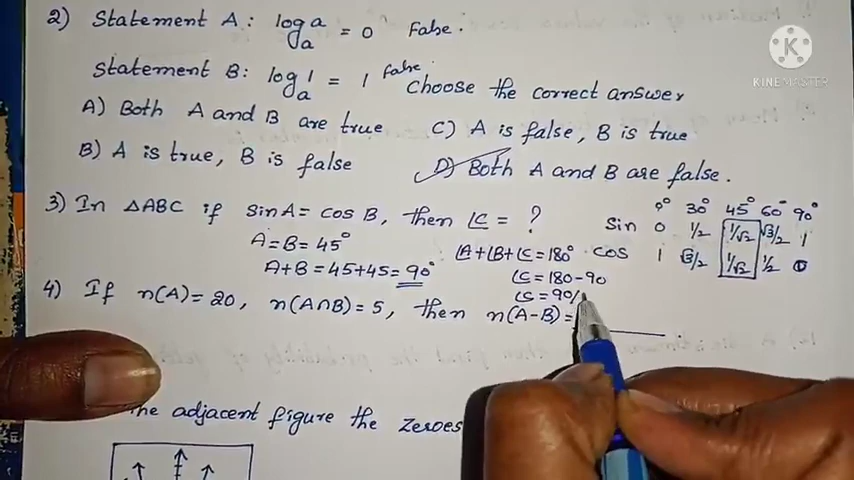 2) Statement A: logₐa = 0 False.
Statement B: logₐ1 = 1 false
Choose the correct answer,
A) Both A and B are true C) A is false, B is true
B) A is true, B is false D) Both A and B are false.
3) In ΔABC if sin A = cos B, then ∠C = ?
A = B = 45°
A+B = 45+45 = 90°
∠A+∠B+∠C = 180°
∠C = 180-90
∠C = 90
0° 30° 45° 60° 90°
Sin 0 1/2 1/√2 √3/2 1
cos 1 √3/2 1/√2 1/2 0
4) If n(A) = 20, n(A∩B) = 5, then n(A-B) =
the adjacent figure the zeroes
KINEMASTER